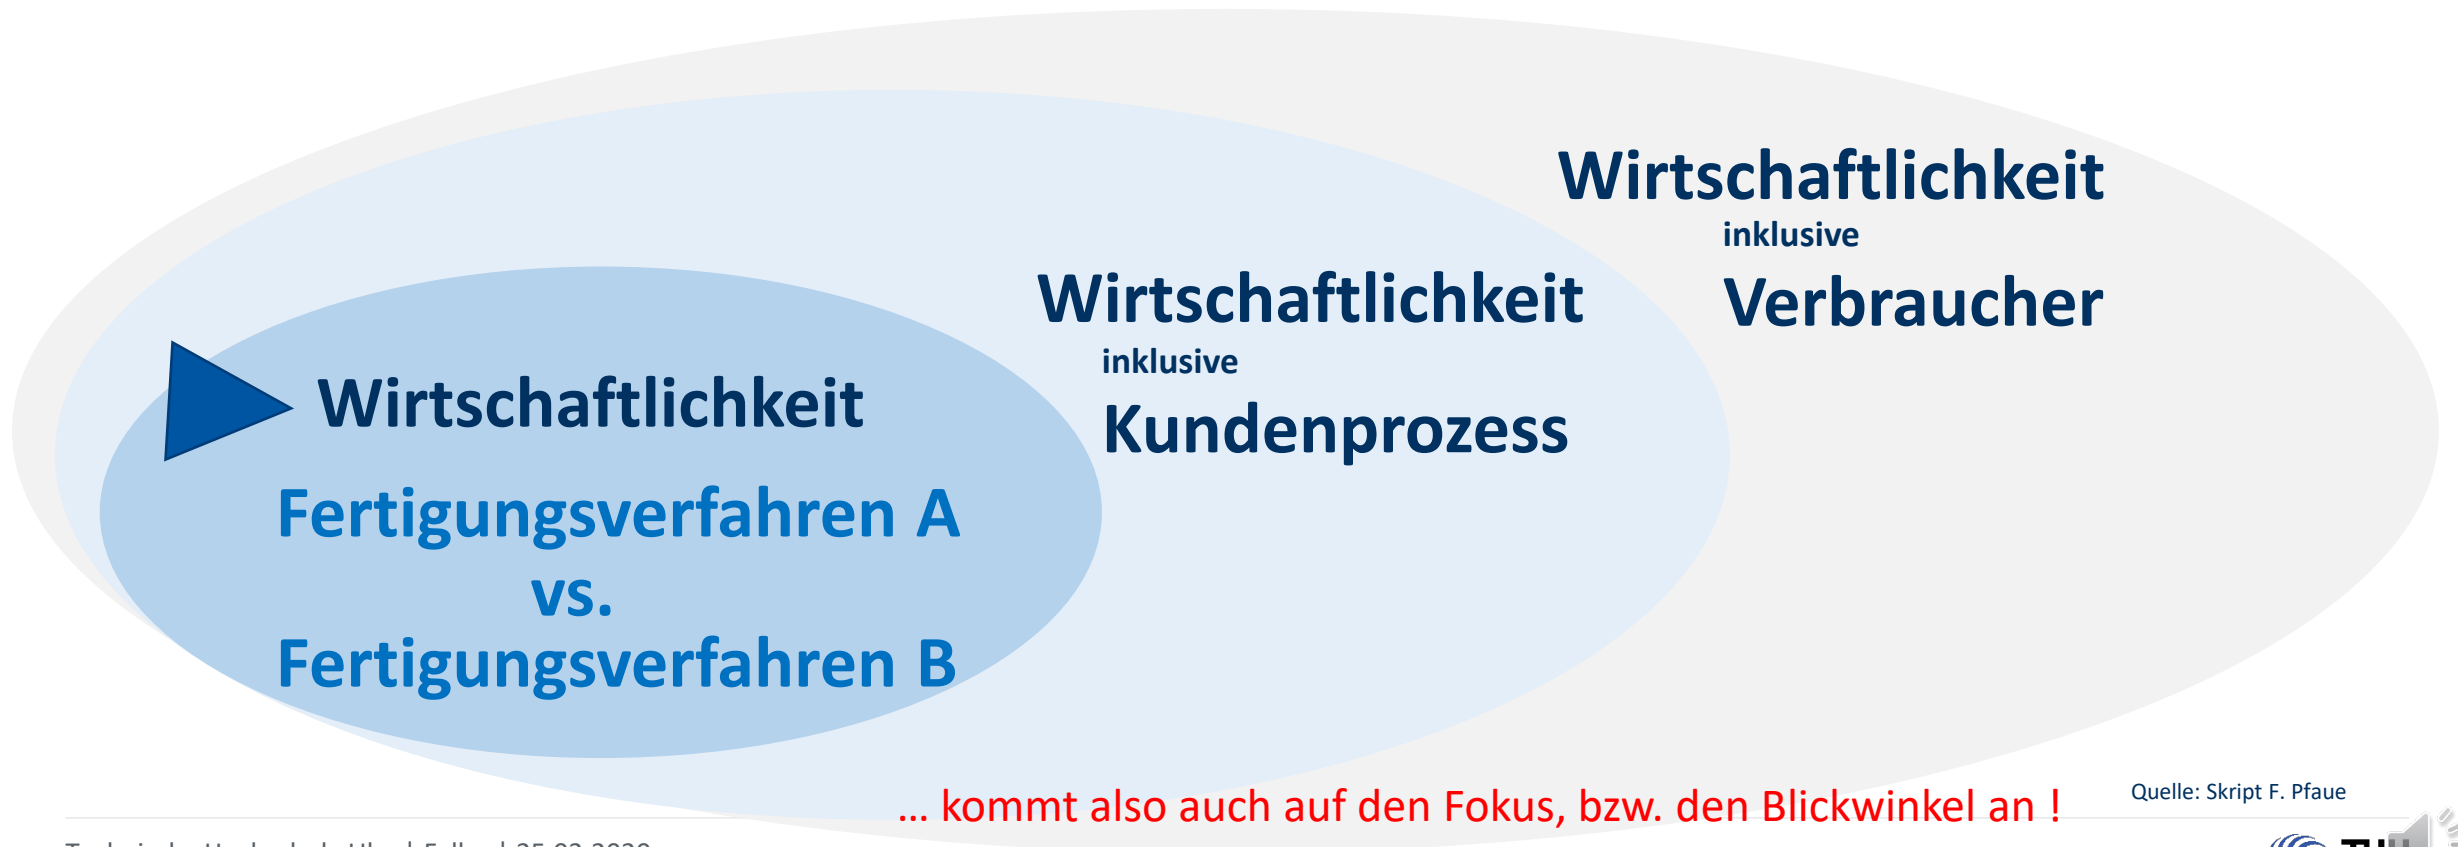 Wirtschaftlichkeit
inklusive
Verbraucher
Wirtschaftlichkeit
inklusive
Kundenprozess
Wirtschaftlichkeit
Fertigungsverfahren A
vs.
Fertigungsverfahren B
... kommt also auch auf den Fokus, bzw. den Blickwinkel an !
Quelle: Skript F. Pfaue